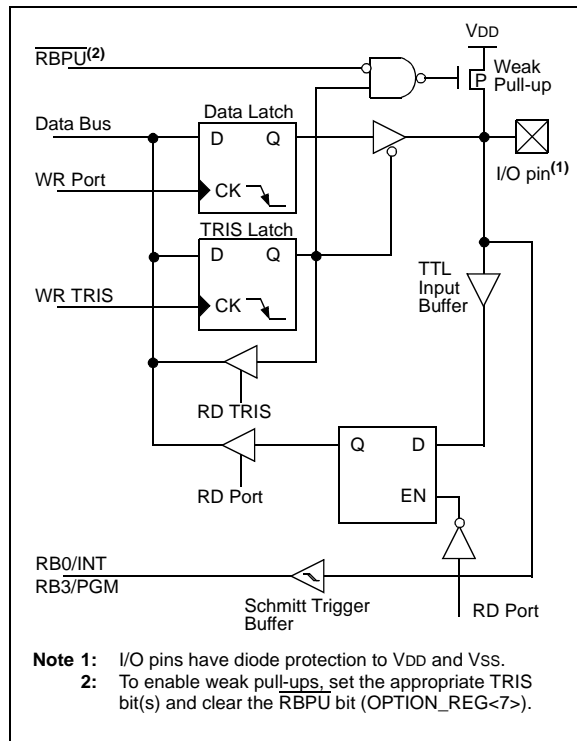 VDD
RBPU(2)
P
Weak
Pull-up
Data Latch
Data Bus
D Q
I/O pin(1)
WR Port
CK
TRIS Latch
D Q
TTL
Input
Buffer
WR TRIS
CK
RD TRIS
Q D
RD Port
EN
RB0/INT
RB3/PGM
Schmitt Trigger
Buffer
RD Port
Note 1: I/O pins have diode protection to VDD and VSS.
2: To enable weak pull-ups, set the appropriate TRIS
bit(s) and clear the RBPU bit (OPTION_REG<7>).